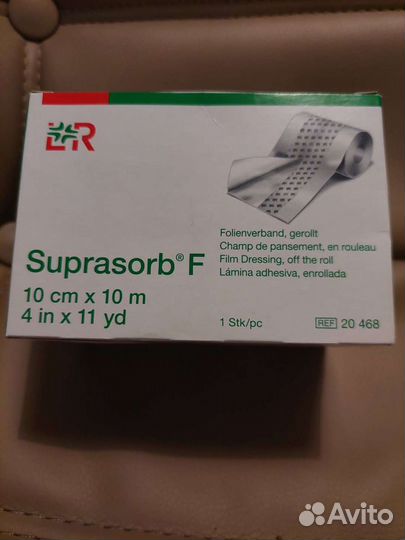 L&R
Suprasorb® F
10 cm x 10 m
4 in x 11 yd
Folienverband, gerollt
Champ de pansement, en rouleau
Film Dressing, off the roll
Lámina adhesiva, enrollada
1 Stk/pc
REF 20 468
Avito